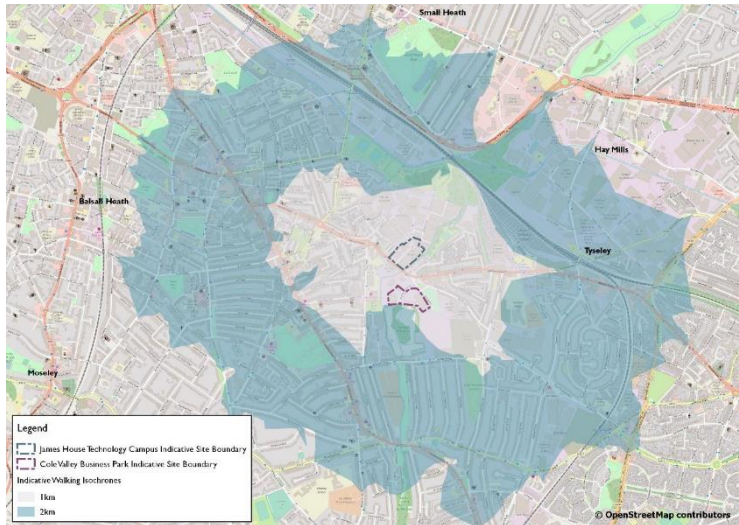 Small Heath
Hay Mills
Balsall Heath
Tyseley
Moseley
Legend
James House Technology Campus Indicative Site Boundary
Cole Valley Business Park Indicative Site Boundary
Indicative Walking Isochrones
1km
2km
© OpenStreetMap contributors